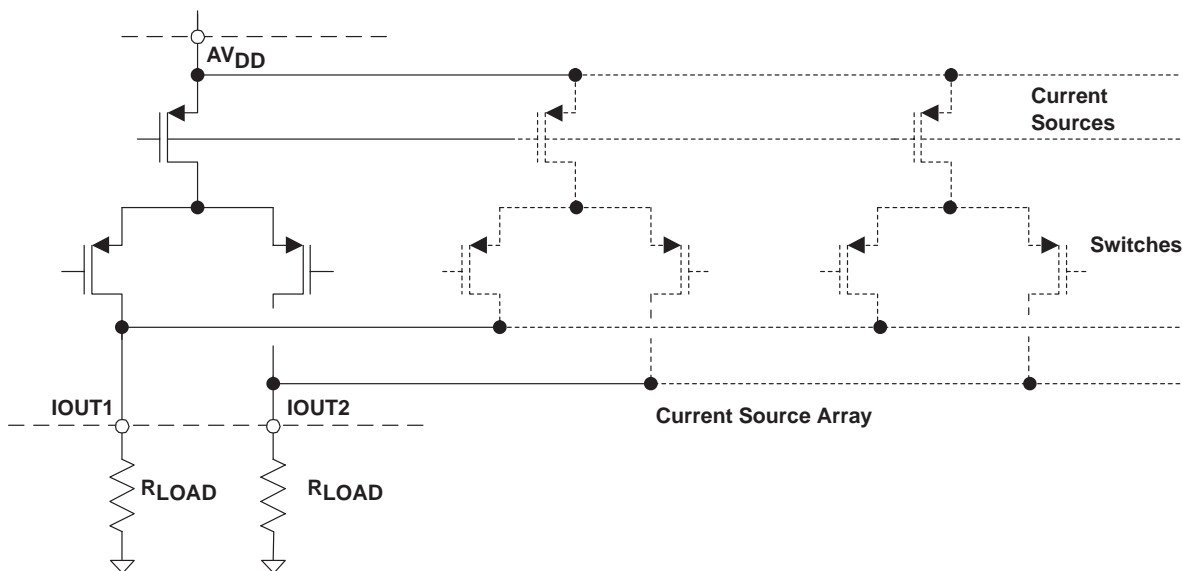 AVDD
Current
Sources
Switches
IOUT1
IOUT2
Current Source Array
RLOAD
RLOAD